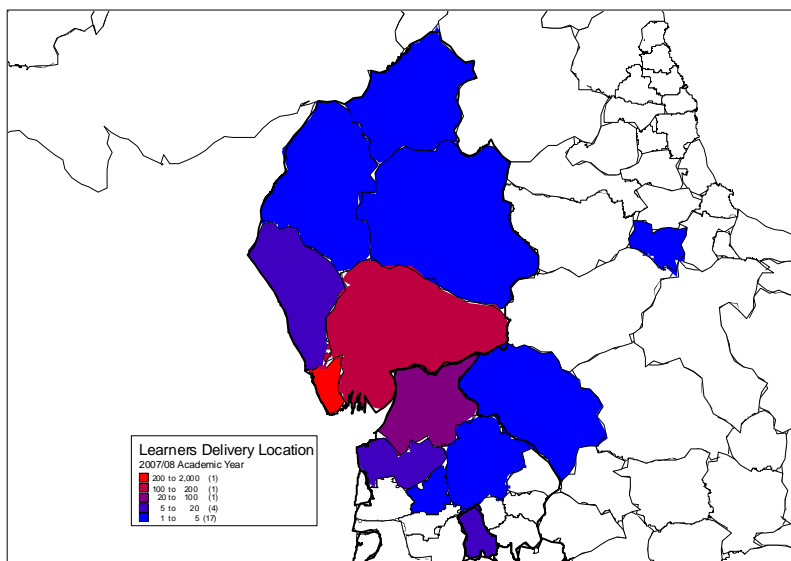 Learners Delivery Location
2007/08 Academic Year
200 to 2,000 (1)
100 to 200 (1)
20 to 100 (1)
5 to 20 (4)
1 to 5 (17)